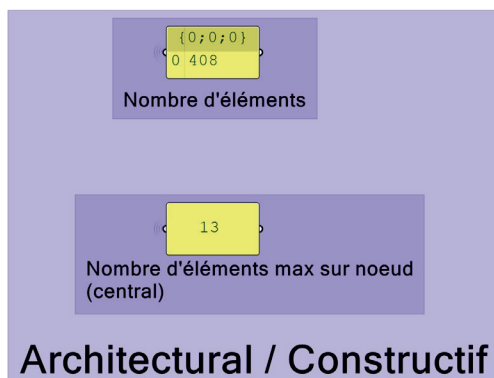 {0;0;0}
0 408
Nombre d'éléments
13
Nombre d'éléments max sur noeud
(central)
Architectural / Constructif